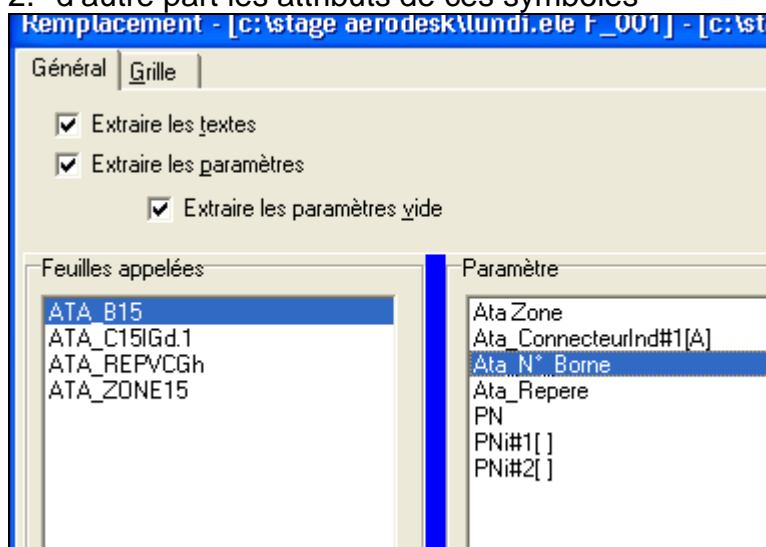 2. d'autre part les attributs de ces symboles
Remplacement - [c:\stage aerodesk\lundi.ele F_001] - [c:\st
Général
Grille
Extraire les textes
Extraire les paramètres
Extraire les paramètres vide
Feuilles appelées
ATA_B15
ATA_C15IGd.1
ATA_REPVCGh
ATA_ZONE15
Paramètre
Ata Zone
Ata_ConnecteurInd#1[A]
Ata_N°_Borne
Ata_Repere
PN
PNi#1[ ]
PNi#2[ ]